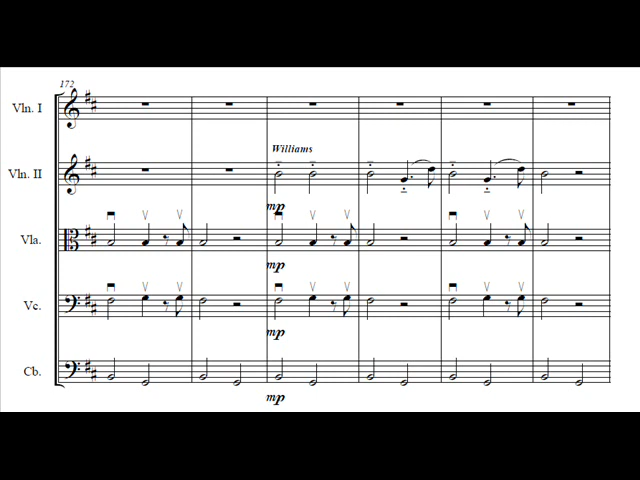 172
Vln. I
Williams
Vln. II
mp
Vla.
mp
Vc.
mp
Cb.
mp